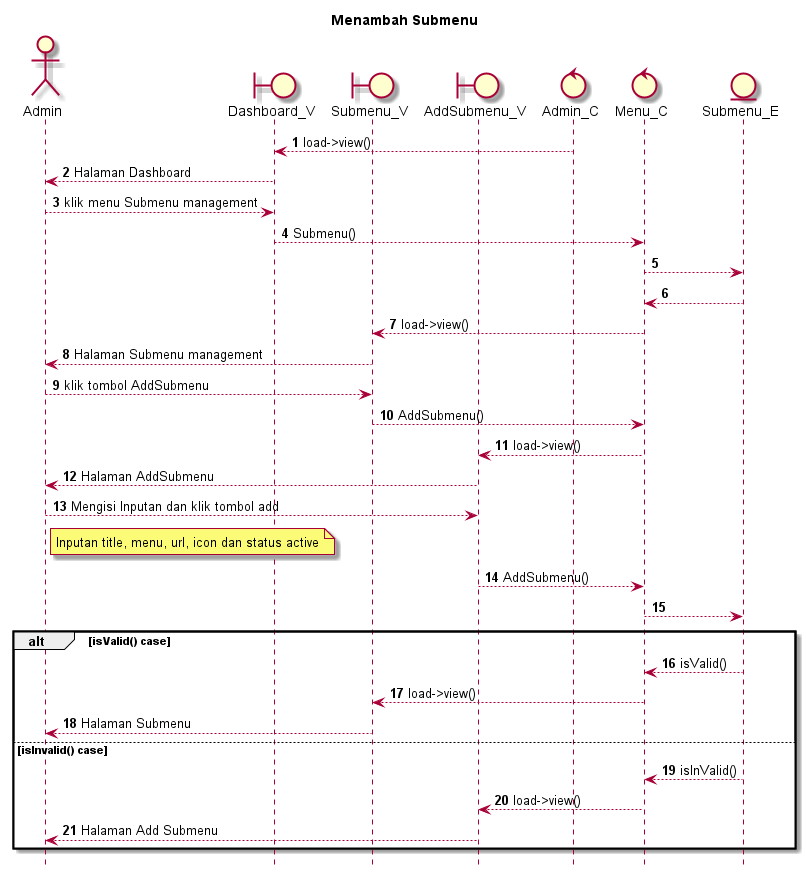 Menambah Submenu
Admin Dashboard_V Submenu_V AddSubmenu_V Admin_C Menu_C Submenu_E
1 load->view()
2 Halaman Dashboard
3 klik menu Submenu management
4 Submenu()
5
6
7 load->view()
8 Halaman Submenu management
9 klik tombol AddSubmenu
10 AddSubmenu()
11 load->view()
12 Halaman AddSubmenu
13 Mengisi Inputan dan klik tombol add
Inputan title, menu, url, icon dan status active
14 AddSubmenu()
15
alt [isValid() case]
16 isValid()
17 load->view()
18 Halaman Submenu
[isInvalid() case]
19 isInValid()
20 load->view()
21 Halaman Add Submenu